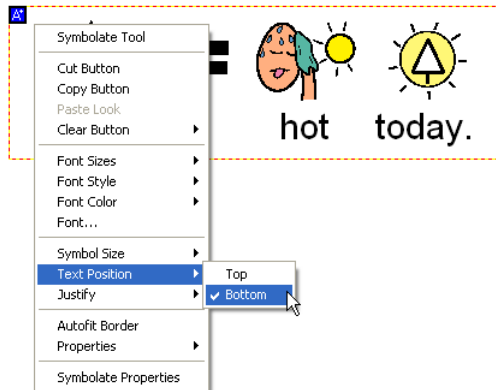 Symbolate Tool
Cut Button
Copy Button
Paste Look
Clear Button
Font Sizes
Font Style
Font Color
Font...
Symbol Size
Text Position
Justify
Autofit Border
Properties
Symbolate Properties
Top
Bottom
hot today.